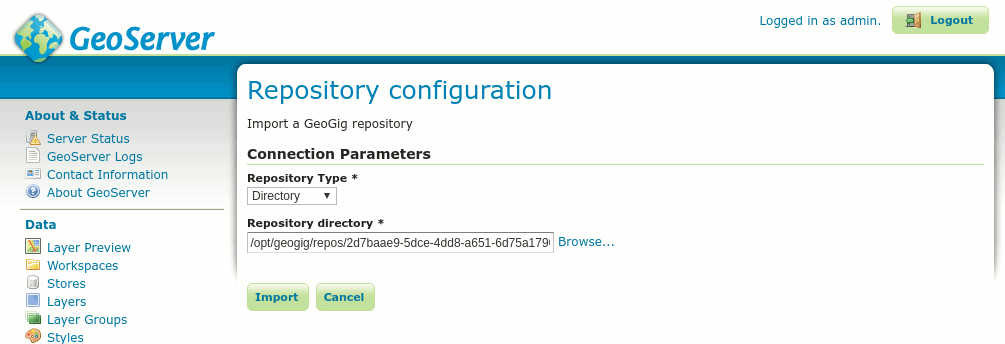 GeoServer
Logged in as admin.
Logout
About & Status
Server Status
GeoServer Logs
Contact Information
About GeoServer
Data
Layer Preview
Workspaces
Stores
Layers
Layer Groups
Styles
Repository configuration
Import a GeoGig repository
Connection Parameters
Repository Type *
Directory
Repository directory *
/opt/geogig/repos/2d7baae9-5dce-4dd8-a651-6d75a179
Browse...
Import
Cancel